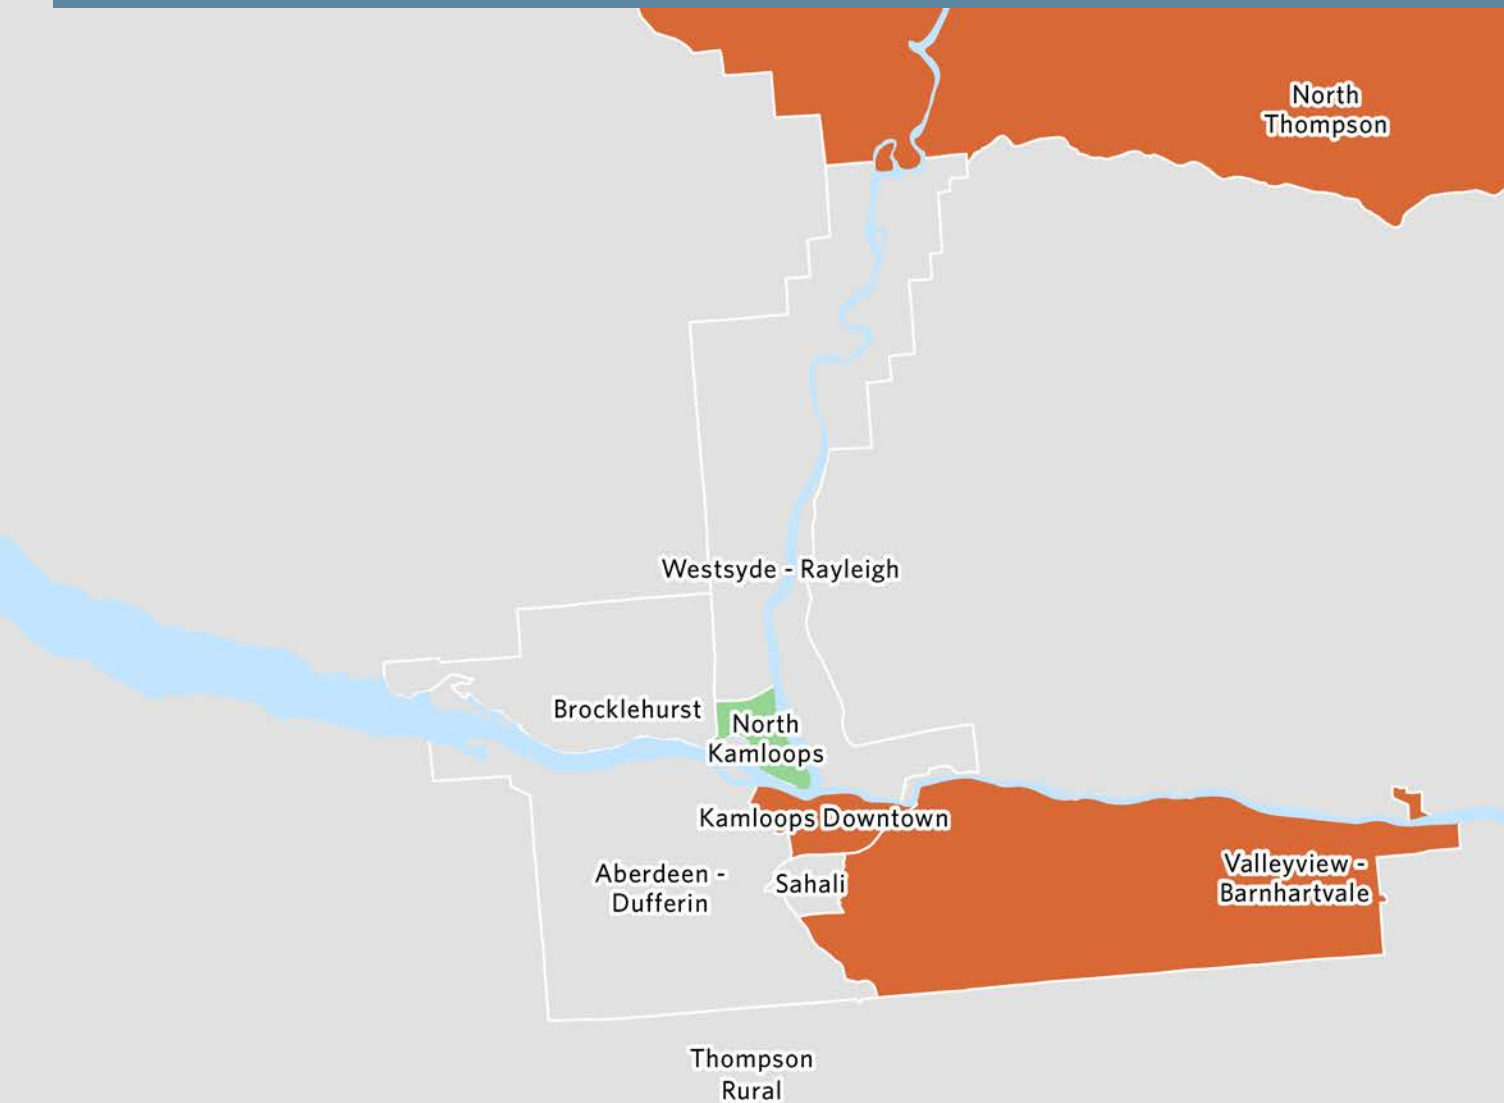 North
Thompson
Westsyde - Rayleigh
Brocklehurst
North
Kamloops
Kamloops Downtown
Aberdeen -
Dufferin
Sahali
Valleyview -
Barnhartvale
Thompson
Rural